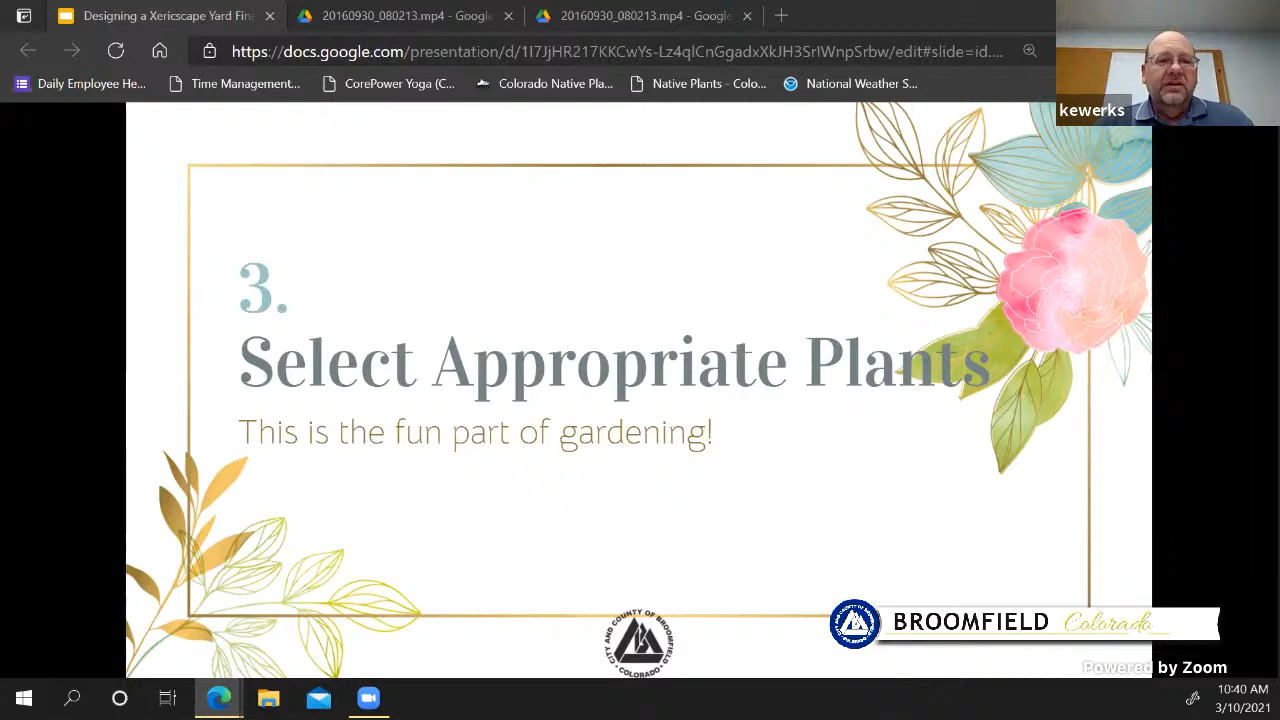 Designing a Xericscape Yard Fin
20160930_080213.mp4 - Googl
20160930_080213.mp4 - Google
https://docs.google.com/presentation/d/1I7JjHR217KKCwYs-Lz4qlCnGgadxXkJH3SrIWnpSrbw/edit#slide=id....
Daily Employee He...
Time Management...
CorePower Yoga (C...
Colorado Native Pla...
Native Plants - Colo...
National Weather S...
kewerks
3.
Select Appropriate Plants
This is the fun part of gardening!
CITY AND COUNTY OF BROOMFIELD
COLORADO
BROOMFIELD Colorado
Powered by Zoom
10:40 AM
3/10/2021